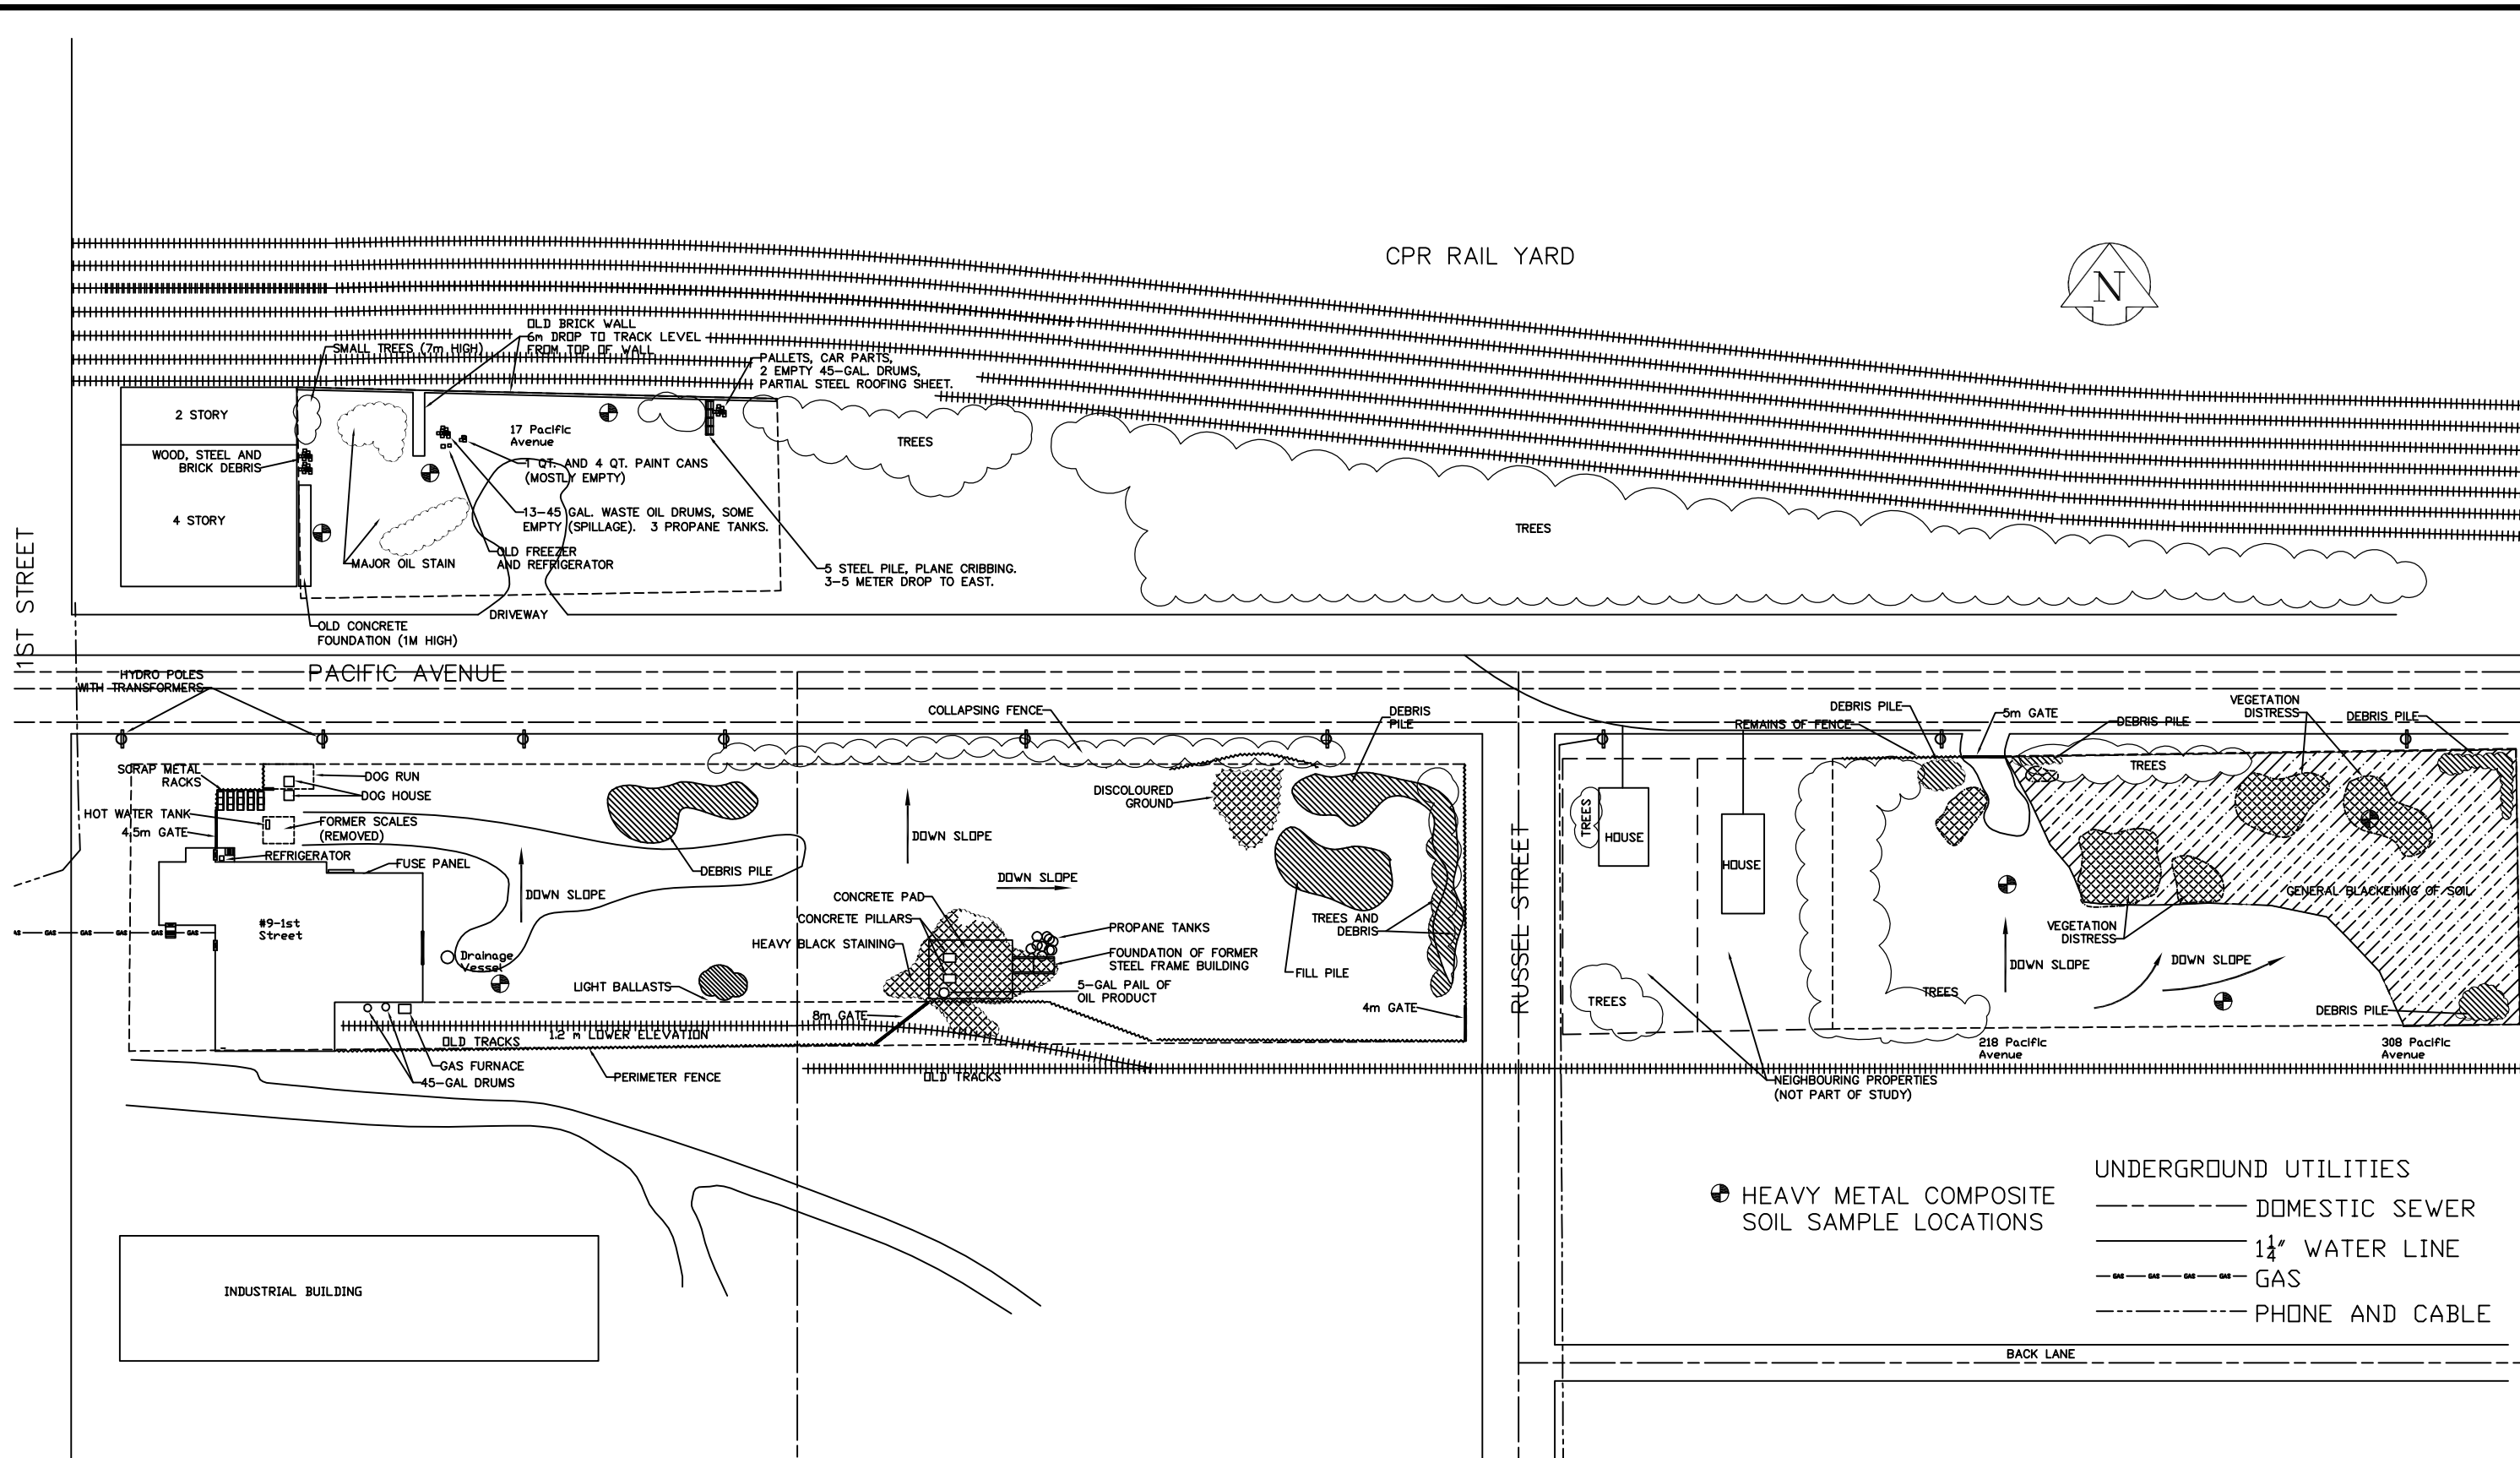 CPR RAIL YARD
N
OLD BRICK WALL
6m DROP TO TRACK LEVEL
FROM TOP OF WALL
SMALL TREES (7m HIGH)
PALLETS, CAR PARTS,
2 EMPTY 45-GAL. DRUMS,
PARTIAL STEEL ROOFING SHEET.
2 STORY
17 Pacific
Avenue
TREES
WOOD, STEEL AND
BRICK DEBRIS
1 QT. AND 4 QT. PAINT CANS
(MOSTLY EMPTY)
4 STORY
13-45 GAL. WASTE OIL DRUMS, SOME
EMPTY (SPILLAGE). 3 PROPANE TANKS.
TREES
MAJOR OIL STAIN
OLD FREEZER
AND REFRIGERATOR
5 STEEL PILE, PLANE CRIBBING.
3-5 METER DROP TO EAST.
1ST STREET
DRIVEWAY
OLD CONCRETE
FOUNDATION (1M HIGH)
HYDRO POLES
WITH TRANSFORMERS
PACIFIC AVENUE
COLLAPSING FENCE
DEBRIS
PILE
REMAINS OF FENCE
DEBRIS PILE
5m GATE
DEBRIS PILE
VEGETATION
DISTRESS
DEBRIS PILE
SCRAP METAL
RACKS
DOG RUN
DOG HOUSE
HOT WATER TANK
4.5m GATE
FORMER SCALES
(REMOVED)
REFRIGERATOR
FUSE PANEL
DEBRIS PILE
DOWN SLOPE
DOWN SLOPE
DOWN SLOPE
DISCOLOURED
GROUND
TREES
TREES
HOUSE
HOUSE
GENERAL BLACKENING OF SOIL
#9-1st
Street
GAS GAS GAS GAS GAS
Drainage
Vessel
CONCRETE PAD
CONCRETE PILLARS
HEAVY BLACK STAINING
PROPANE TANKS
FOUNDATION OF FORMER
STEEL FRAME BUILDING
5-GAL PAIL OF
OIL PRODUCT
LIGHT BALLASTS
TREES AND
DEBRIS
FILL PILE
RUSSEL STREET
VEGETATION
DISTRESS
DOWN SLOPE
DOWN SLOPE
TREES
TREES
DEBRIS PILE
8m GATE
4m GATE
1.2 m LOWER ELEVATION
OLD TRACKS
GAS FURNACE
45-GAL DRUMS
PERIMETER FENCE
OLD TRACKS
218 Pacific
Avenue
308 Pacific
Avenue
NEIGHBOURING PROPERTIES
(NOT PART OF STUDY)
INDUSTRIAL BUILDING
HEAVY METAL COMPOSITE
SOIL SAMPLE LOCATIONS
UNDERGROUND UTILITIES
DOMESTIC SEWER
1 1/4" WATER LINE
GAS GAS GAS GAS GAS
PHONE AND CABLE
BACK LANE